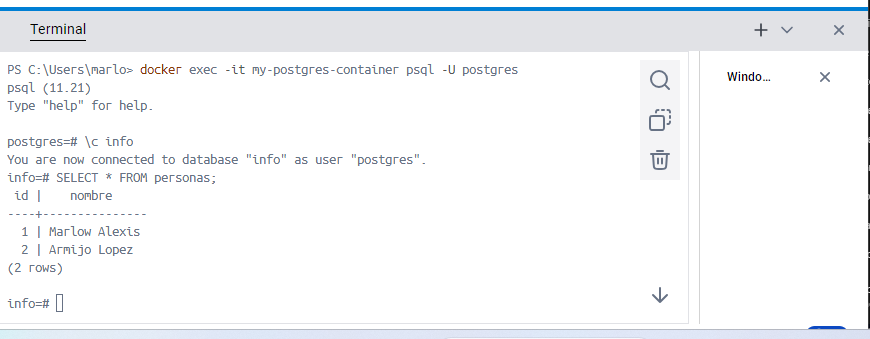 Terminal
PS C:\Users\marlo> docker exec -it my-postgres-container psql -U postgres
psql (11.21)
Type "help" for help.
postgres=# \c info
You are now connected to database "info" as user "postgres".
info=# SELECT * FROM personas;
 id |    nombre
----+---------------
  1 | Marlow Alexis
  2 | Armijo Lopez
(2 rows)
info=#
Windo...